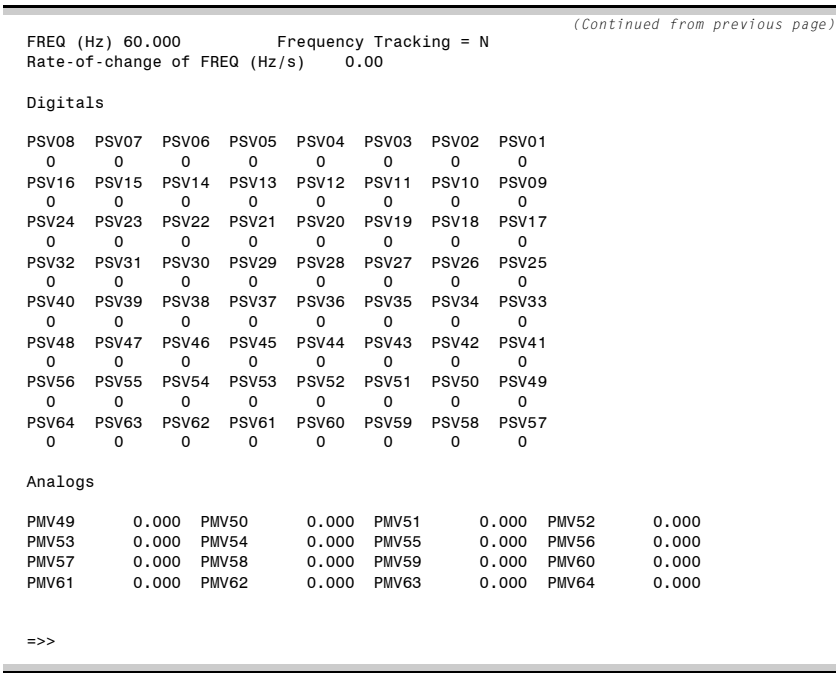 (Continued from previous page)
FREQ (Hz) 60.000 Frequency Tracking = N
Rate-of-change of FREQ (Hz/s) 0.00
Digitals
PSV08 PSV07 PSV06 PSV05 PSV04 PSV03 PSV02 PSV01
0 0 0 0 0 0 0 0
PSV16 PSV15 PSV14 PSV13 PSV12 PSV11 PSV10 PSV09
0 0 0 0 0 0 0 0
PSV24 PSV23 PSV22 PSV21 PSV20 PSV19 PSV18 PSV17
0 0 0 0 0 0 0 0
PSV32 PSV31 PSV30 PSV29 PSV28 PSV27 PSV26 PSV25
0 0 0 0 0 0 0 0
PSV40 PSV39 PSV38 PSV37 PSV36 PSV35 PSV34 PSV33
0 0 0 0 0 0 0 0
PSV48 PSV47 PSV46 PSV45 PSV44 PSV43 PSV42 PSV41
0 0 0 0 0 0 0 0
PSV56 PSV55 PSV54 PSV53 PSV52 PSV51 PSV50 PSV49
0 0 0 0 0 0 0 0
PSV64 PSV63 PSV62 PSV61 PSV60 PSV59 PSV58 PSV57
0 0 0 0 0 0 0 0
Analogs
PMV49 0.000 PMV50 0.000 PMV51 0.000 PMV52 0.000
PMV53 0.000 PMV54 0.000 PMV55 0.000 PMV56 0.000
PMV57 0.000 PMV58 0.000 PMV59 0.000 PMV60 0.000
PMV61 0.000 PMV62 0.000 PMV63 0.000 PMV64 0.000
=>>